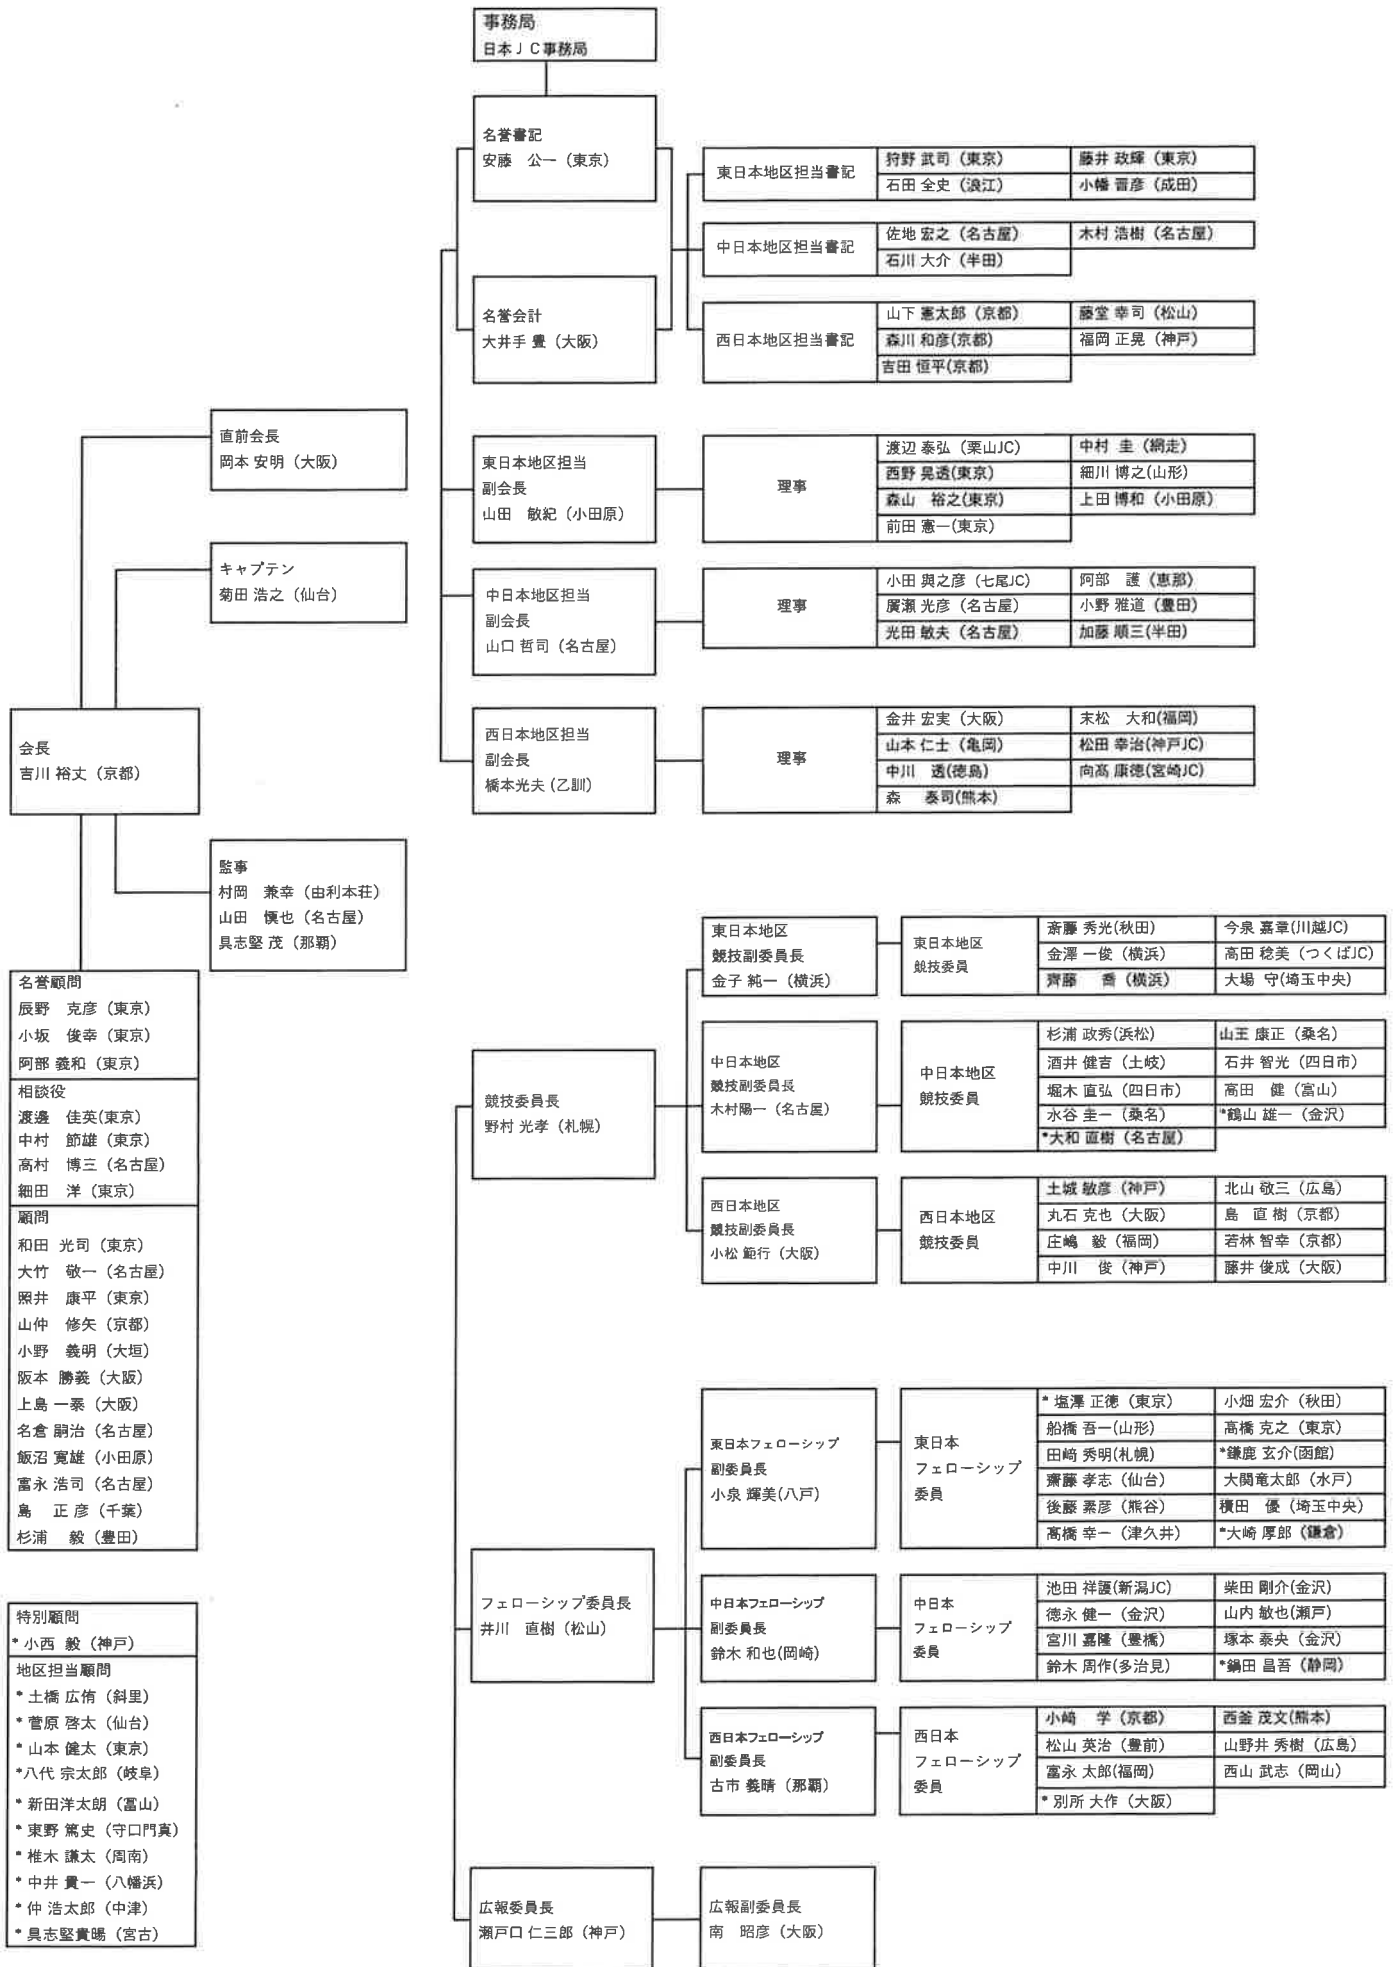 事務局
日本ＪＣ事務局
名誉書記
安藤　公一（東京）
名誉会計
大井手 豊（大阪）
東日本地区担当書記
狩野 武司（東京）
藤井 政輝（東京）
石田 全史（浪江）
小幡 晋彦（成田）
中日本地区担当書記
佐地 宏之（名古屋）
木村 浩樹（名古屋）
石川 大介（半田）
西日本地区担当書記
山下 憲太郎（京都）
藤堂 幸司（松山）
森川 和彦(京都)
福岡 正晃（神戸）
吉田 恒平(京都)
直前会長
岡本 安明（大阪）
キャプテン
菊田 浩之（仙台）
会長
吉川 裕丈（京都）
監事
村岡　兼幸（由利本荘）
山田　慎也（名古屋）
具志堅 茂（那覇）
東日本地区担当
副会長
山田　敏紀（小田原）
理事
渡辺 泰弘（栗山JC）
中村 圭（網走）
西野 晃透(東京)
細川 博之(山形)
森山　裕之(東京)
上田 博和（小田原）
前田 憲一(東京)
中日本地区担当
副会長
山口 哲司（名古屋）
理事
小田 與之彦（七尾JC）
阿部　護（恵那）
廣瀬 光彦（名古屋）
小野 雅道（豊田）
光田 敏夫（名古屋）
加藤 順三(半田)
西日本地区担当
副会長
橋本光夫（乙訓）
理事
金井 宏実（大阪）
末松　大和(福岡)
山本 仁士（亀岡）
松田 幸治(神戸JC)
中川　透(徳島)
向髙 康徳(宮崎JC)
森　泰司(熊本)
名誉顧問
辰野　克彦（東京）
小坂　俊幸（東京）
阿部 義和（東京）
相談役
渡邊　佳英(東京)
中村　節雄（東京）
高村　博三（名古屋）
細田　洋（東京）
顧問
和田 光司（東京）
大竹　敬一（名古屋）
照井　康平（東京）
山仲　修矢（京都）
小野　義明（大垣）
阪本 勝義（大阪）
上島 一泰（大阪）
名倉 嗣治（名古屋）
飯沼 寛雄（小田原）
富永 浩司（名古屋）
島　正彦（千葉）
杉浦　毅（豊田）
特別顧問
* 小西 毅（神戸）
地区担当顧問
* 土橋 広侑（斜里）
* 菅原 啓太（仙台）
* 山本 健太（東京）
*八代 宗太郎（岐阜）
* 新田洋太朗（富山）
* 東野 篤史（守口門真）
* 椎木 謙太（周南）
* 中井 貴一（八幡浜）
* 仲 浩太郎（中津）
* 具志堅貴暘（宮古）
競技委員長
野村 光孝（札幌）
東日本地区
競技副委員長
金子 純一（横浜）
東日本地区
競技委員
斎藤 秀光(秋田)
今泉 嘉章(川越JC)
金澤 一俊（横浜）
高田 稔美（つくばJC）
齊藤　喬（横浜）
大場 守(埼玉中央)
中日本地区
競技副委員長
木村陽一（名古屋）
中日本地区
競技委員
杉浦 政秀(浜松)
山王 康正（桑名）
酒井 健吉（土岐）
石井 智光（四日市）
堀木 直弘（四日市）
高田　健（富山）
水谷 圭一（桑名）
*鶴山 雄一（金沢）
*大和 直樹（名古屋）
西日本地区
競技副委員長
小松 範行（大阪）
西日本地区
競技委員
土城 敏彦（神戸）
北山 敬三（広島）
丸石 克也（大阪）
島 直樹（京都）
庄嶋　毅（福岡）
若林 智幸（京都）
中川　俊（神戸）
藤井 俊成（大阪）
フェローシップ委員長
井川　直樹（松山）
東日本フェローシップ
副委員長
小泉 輝美(八戸)
東日本
フェローシップ
委員
* 塩澤 正徳（東京）
小畑 宏介（秋田）
船橋 吾一(山形)
髙橋 克之（東京）
田﨑 秀明(札幌)
*鎌鹿 玄介(函館)
齋藤 孝志（仙台）
大関竜太郎（水戸）
後藤 素彦（熊谷）
積田　優（埼玉中央）
髙橋 幸一（津久井）
*大崎 厚郎（鎌倉）
中日本フェローシップ
副委員長
鈴木 和也(岡崎)
中日本
フェローシップ
委員
池田 祥護(新潟JC)
柴田 剛介(金沢)
徳永 健一（金沢）
山内 敏也(瀬戸)
宮川 嘉隆（豊橋）
塚本 泰央（金沢）
鈴木 周作(多治見)
*鍋田 昌吾（静岡）
西日本フェローシップ
副委員長
古市 義晴（那覇）
西日本
フェローシップ
委員
小﨑　学（京都）
西釜 茂文(熊本)
松山 英治（豊前）
山野井 秀樹（広島）
富永 太郎(福岡)
西山 武志（岡山）
* 別所 大作（大阪）
広報委員長
瀬戸口 仁三郎（神戸）
広報副委員長
南　昭彦（大阪）